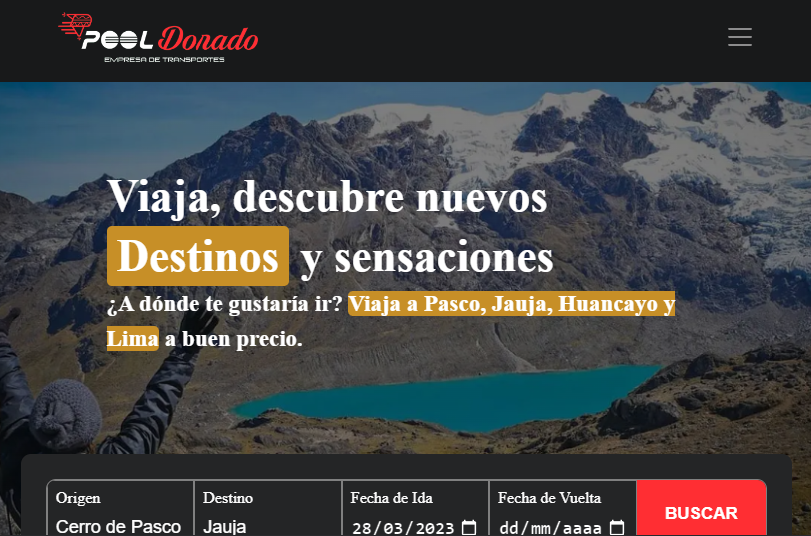 POOL Dorado
EMPRESA DE TRANSPORTES
Viaja, descubre nuevos
Destinos y sensaciones
¿A dónde te gustaría ir? Viaja a Pasco, Jauja, Huancayo y
Lima a buen precio.
Origen Destino Fecha de Ida Fecha de Vuelta
Cerro de Pasco Jauja 28/03/2023 dd/mm/aaaa BUSCAR